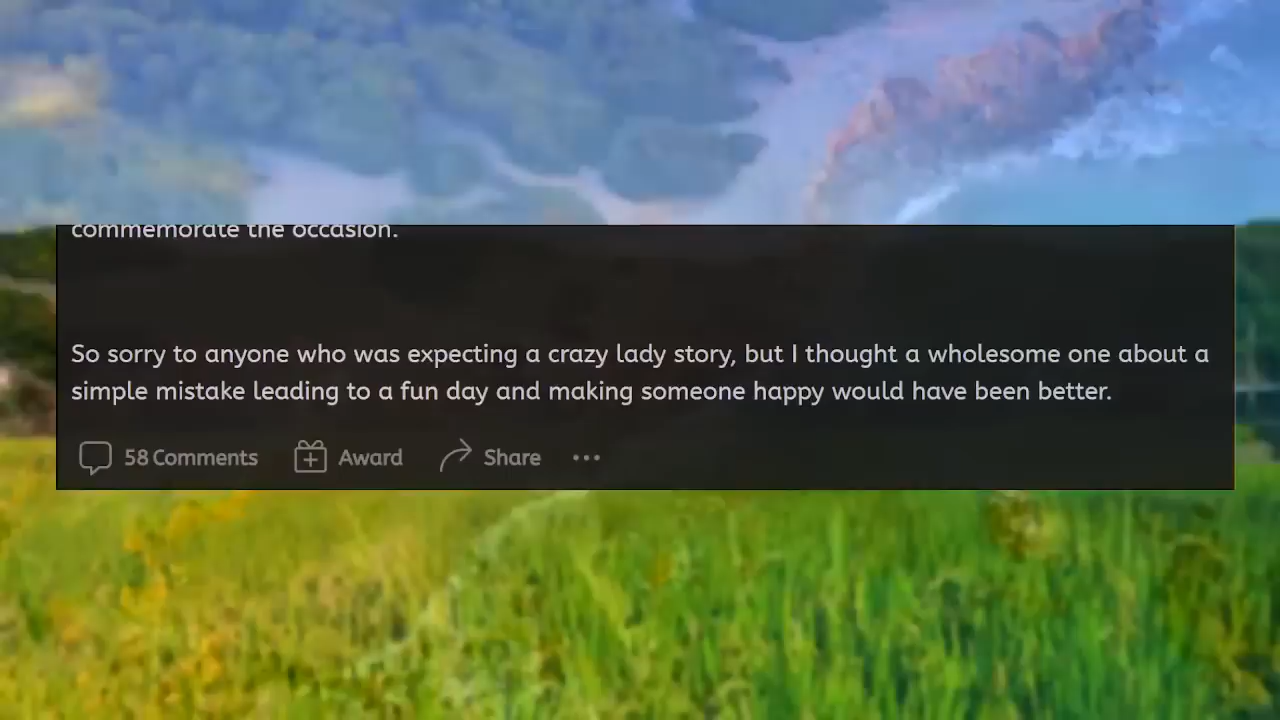 commemorate the occasion.
So sorry to anyone who was expecting a crazy lady story, but I thought a wholesome one about a
simple mistake leading to a fun day and making someone happy would have been better.
58 Comments Award Share •••